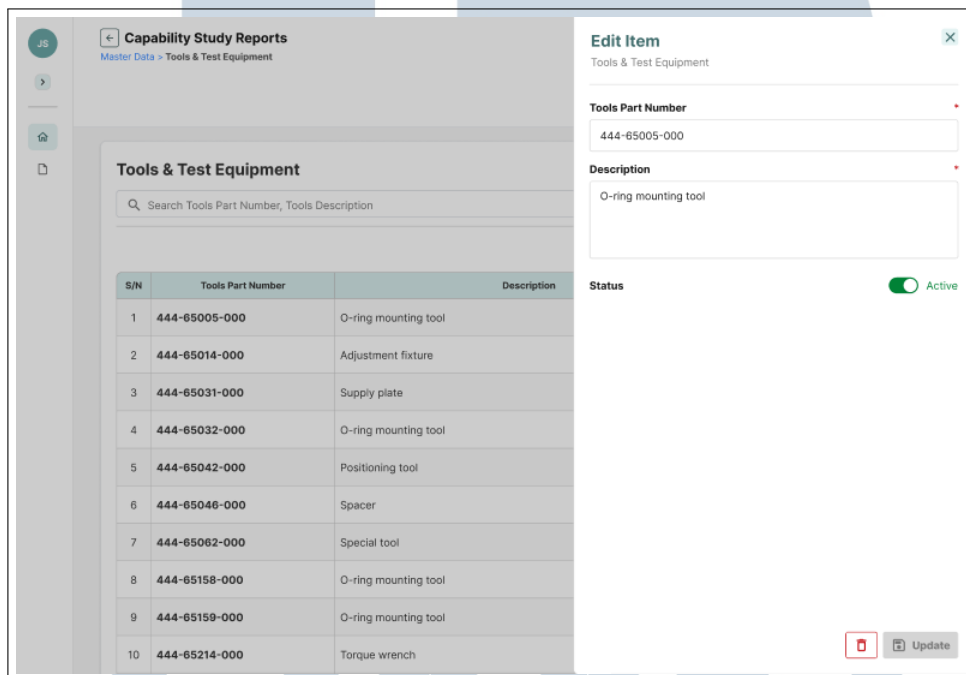 JS
Capability Study Reports
Master Data > Tools & Test Equipment
Tools & Test Equipment
Search Tools Part Number, Tools Description
S/N Tools Part Number Description
1 444-65005-000 O-ring mounting tool
2 444-65014-000 Adjustment fixture
3 444-65031-000 Supply plate
4 444-65032-000 O-ring mounting tool
5 444-65042-000 Positioning tool
6 444-65046-000 Spacer
7 444-65062-000 Special tool
8 444-65158-000 O-ring mounting tool
9 444-65159-000 O-ring mounting tool
10 444-65214-000 Torque wrench
Edit Item
Tools & Test Equipment
Tools Part Number *
444-65005-000
Description *
O-ring mounting tool
Status Active
Update